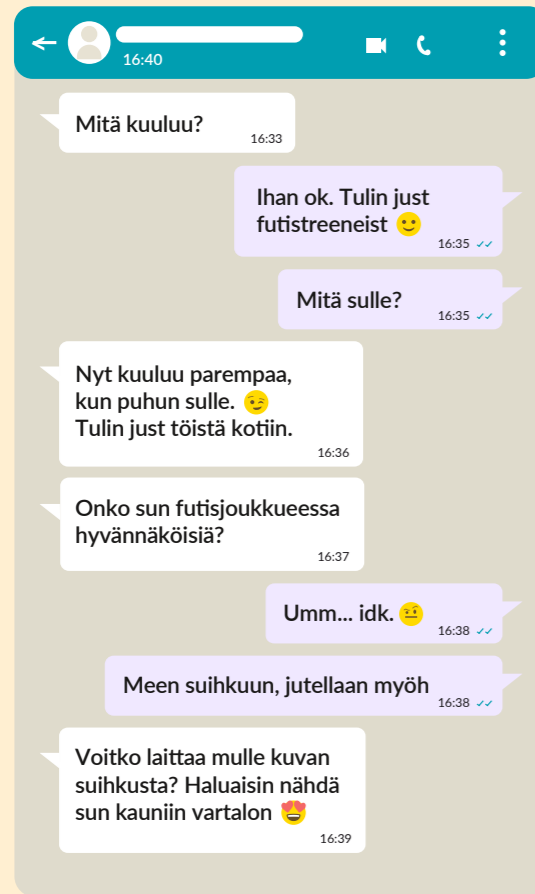 16:40
Mitä kuuluu?
16:33
Ihan ok. Tulin just
futistreeneist
16:35
Mitä sulle?
16:35
Nyt kuuluu parempaa,
kun puhun sulle.
Tulin just töistä kotiin.
16:36
Onko sun futisjoukkueessa
hyvännäköisiä?
16:37
Umm... idk.
16:38
Meen suihkuun, jutellaan myöh
16:38
Voitko laittaa mulle kuvan
suihkusta? Haluaisin nähdä
sun kauniin vartalon
16:39